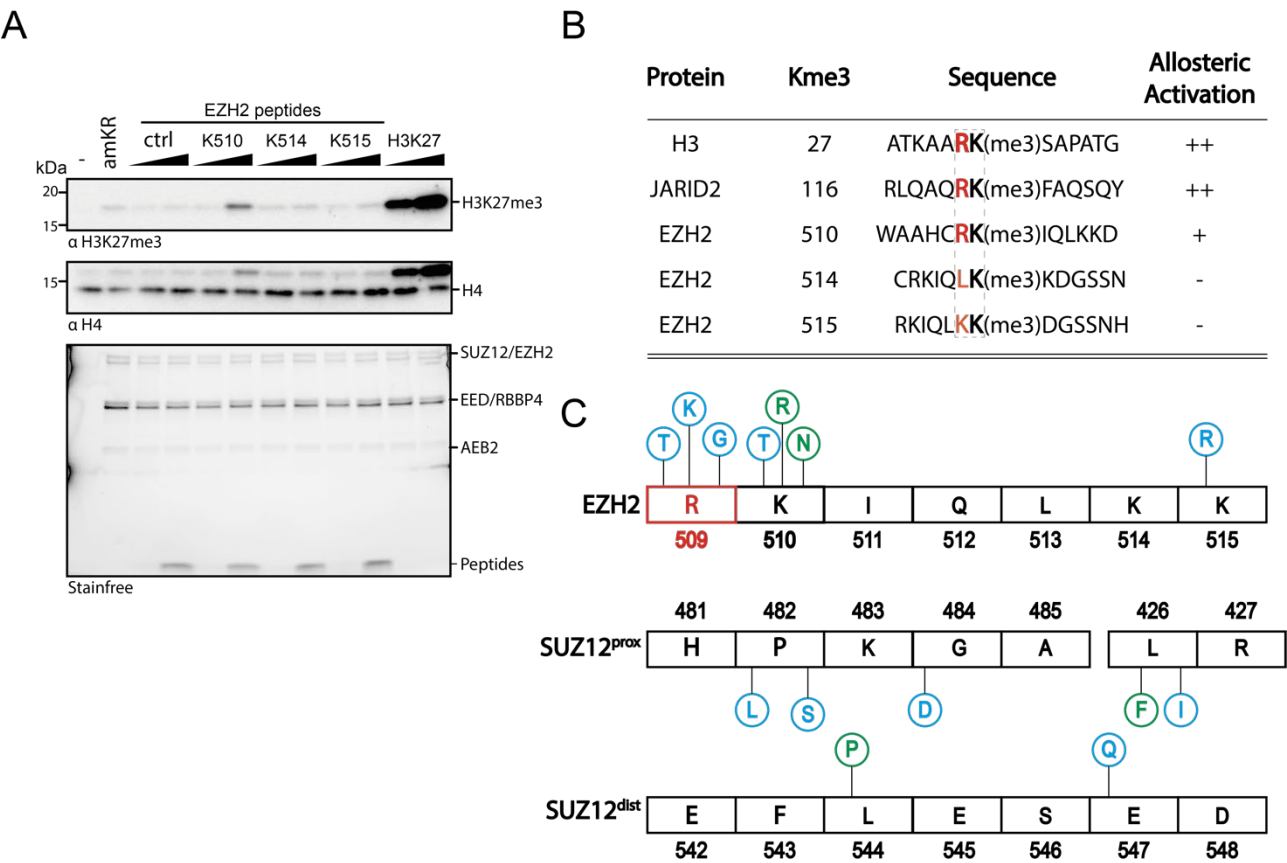 A
EZH2 peptides
kDa - amKR ctrl K510 K514 K515 H3K27
20
15
H3K27me3
α H3K27me3
15
H4
α H4
SUZ12/EZH2
EED/RBBP4
AEB2
Peptides
Stainfree
B
Protein Kme3 Sequence Allosteric Activation
H3 27 ATKAARK(me3)SAPATG ++
JARID2 116 RLQAQRK(me3)FAQSQY ++
EZH2 510 WAAHCRK(me3)IQLKKD +
EZH2 514 CRKIQLK(me3)KDGSSN -
EZH2 515 RKIQLKK(me3)DGSSNH -
C
T K G T R N R
EZH2 R K I Q L K K
509 510 511 512 513 514 515
481 482 483 484 485 426 427
SUZ12prox H P K G A L R
L S D F I
P Q
SUZ12dist E F L E S E D
542 543 544 545 546 547 548